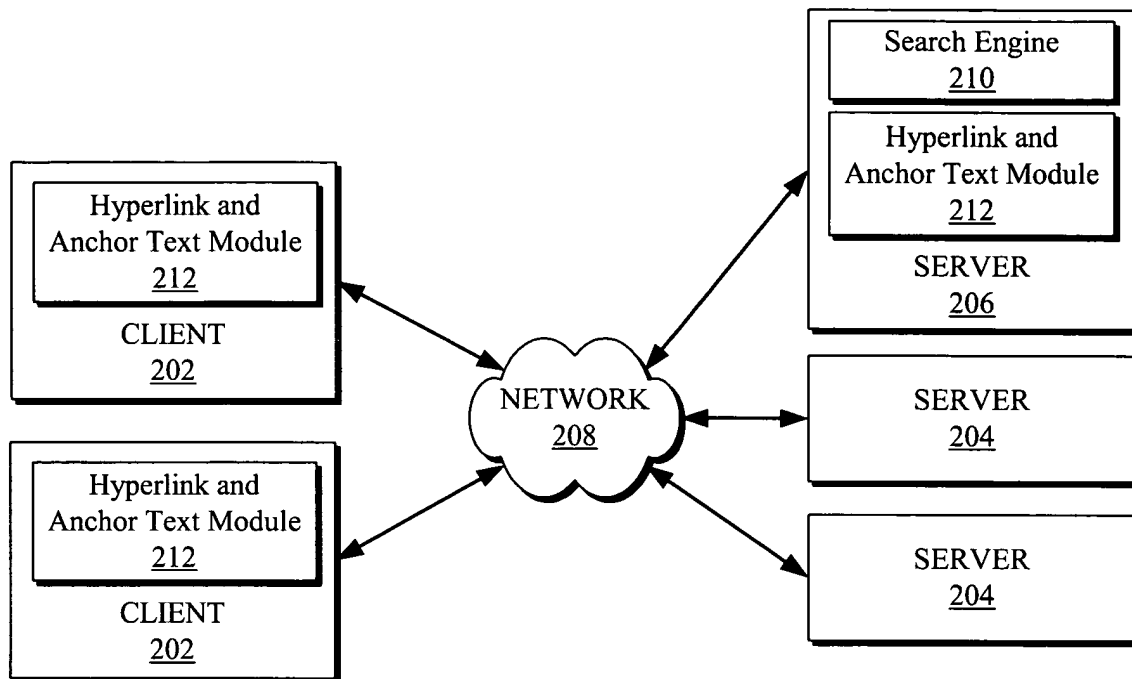 Hyperlink and
Anchor Text Module
212
CLIENT
202
Hyperlink and
Anchor Text Module
212
CLIENT
202
NETWORK
208
Search Engine
210
Hyperlink and
Anchor Text Module
212
SERVER
206
SERVER
204
SERVER
204